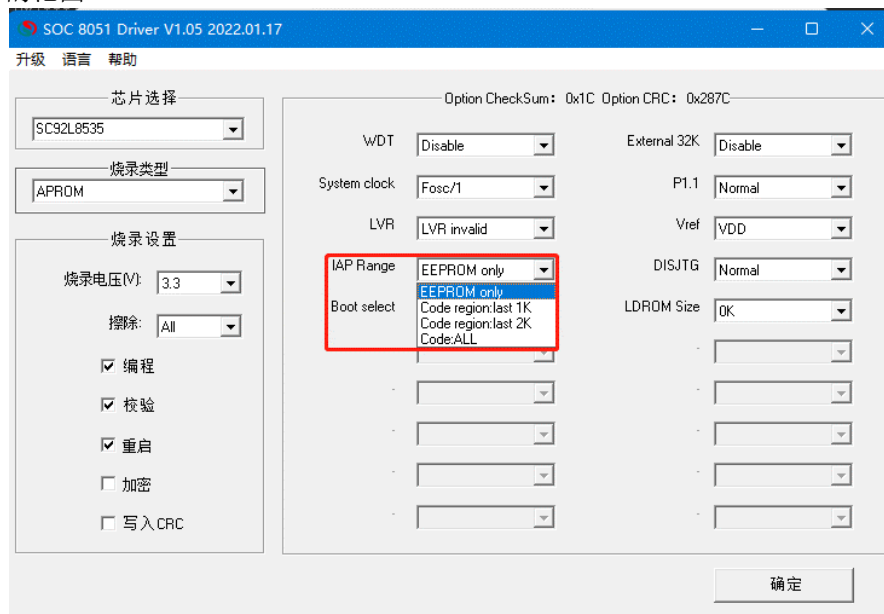 SOC 8051 Driver V1.05 2022.01.17
升级 语言 帮助
芯片选择
SC92L8535
烧录类型
APROM
烧录设置
烧录电压(V): 3.3
擦除: All
编程
校验
重启
加密
写入CRC
Option CheckSum: 0x1C Option CRC: 0x287C
WDT Disable External 32K Disable
System clock Fosc/1 P1.1 Normal
LVR LVR invalid Vref VDD
IAP Range EEPROM only DISJTG Normal
EEPROM only
Boot select Code region:last 1K LDROM Size 0K
Code region:last 2K
Code:ALL
确定